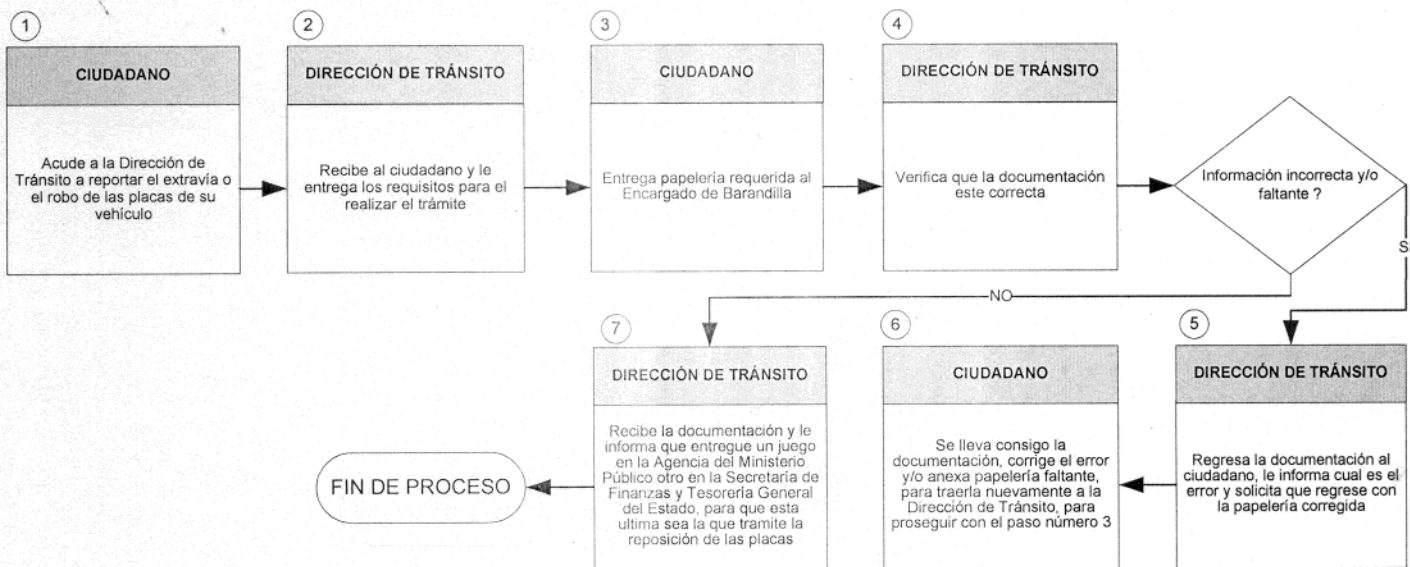 1
CIUDADANO
Acude a la Dirección de
Tránsito a reportar el extravía o
el robo de las placas de su
vehículo
2
DIRECCIÓN DE TRÁNSITO
Recibe al ciudadano y le
entrega los requisitos para el
realizar el trámite
3
CIUDADANO
Entrega papelería requerida al
Encargado de Barandilla
4
DIRECCIÓN DE TRÁNSITO
Verifica que la documentación
este correcta
Información incorrecta y/o
faltante ?
S
NO
7
DIRECCIÓN DE TRÁNSITO
Recibe la documentación y le
informa que entregue un juego
en la Agencia del Ministerio
Público otro en la Secretaría de
Finanzas y Tesorería General
del Estado, para que esta
ultima sea la que tramite la
reposición de las placas
6
CIUDADANO
Se lleva consigo la
documentación, corrige el error
y/o anexa papelería faltante,
para traerla nuevamente a la
Dirección de Tránsito, para
proseguir con el paso número 3
5
DIRECCIÓN DE TRÁNSITO
Regresa la documentación al
ciudadano, le informa cual es el
error y solicita que regrese con
la papelería corregida
FIN DE PROCESO